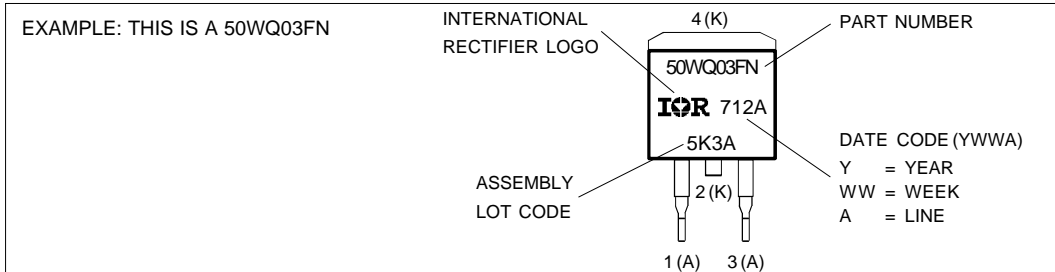 EXAMPLE: THIS IS A 50WQ03FN
INTERNATIONAL
RECTIFIER LOGO
4 (K)
PART NUMBER
50WQ03FN
IOR 712A
5K3A
ASSEMBLY
LOT CODE
2 (K)
DATE CODE (YWWA)
Y = YEAR
WW = WEEK
A = LINE
1 (A) 3 (A)